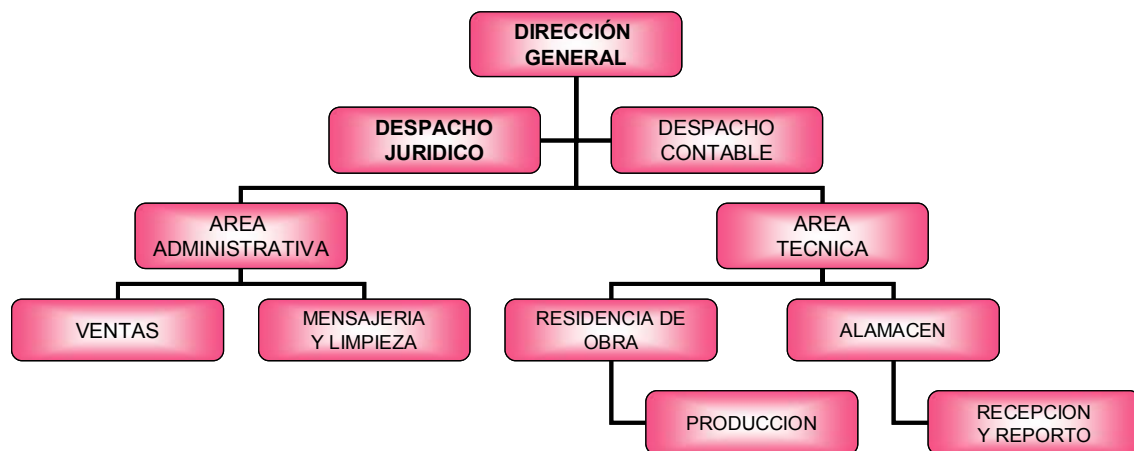 DIRECCIÓN
GENERAL
DESPACHO
JURIDICO
DESPACHO
CONTABLE
AREA
ADMINISTRATIVA
AREA
TECNICA
VENTAS
MENSAJERIA
Y LIMPIEZA
RESIDENCIA DE
OBRA
ALAMACEN
PRODUCCION
RECEPCION
Y REPORTO